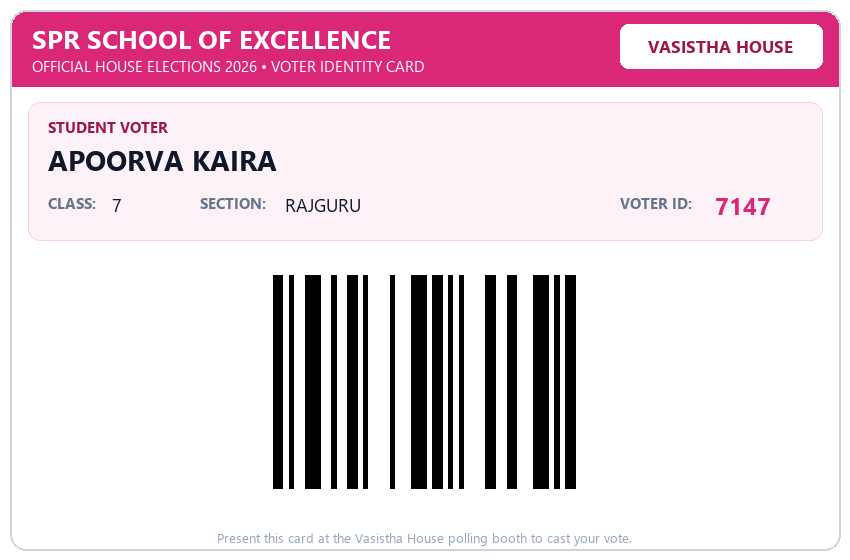 SPR SCHOOL OF EXCELLENCE
OFFICIAL HOUSE ELECTIONS 2026 • VOTER IDENTITY CARD
VASISTHA HOUSE
STUDENT VOTER
APOORVA KAIRA
CLASS: 7 SECTION: RAJGURU VOTER ID: 7147
Present this card at the Vasistha House polling booth to cast your vote.